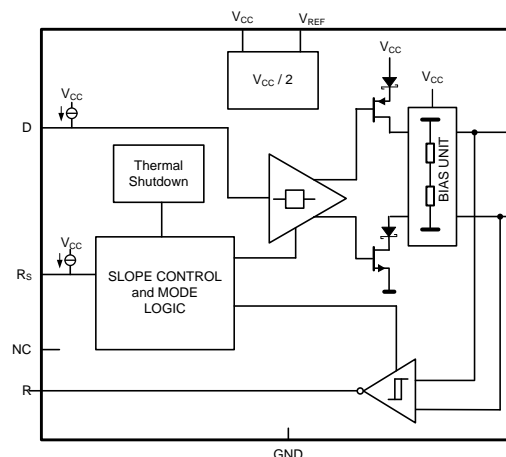 VCC VREF
VCC / 2
VCC
VCC
VCC
D
Thermal
Shutdown
BIAS UNIT
VCC
RS
SLOPE CONTROL
and MODE
LOGIC
NC
R
GND